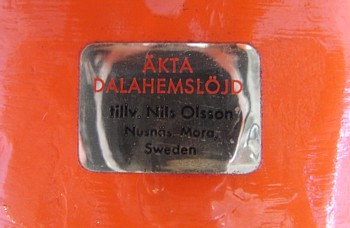 ÄKTA
DALAHEMSLÖJD
tillv. Nils Olsson
Nusnäs Mora
Sweden